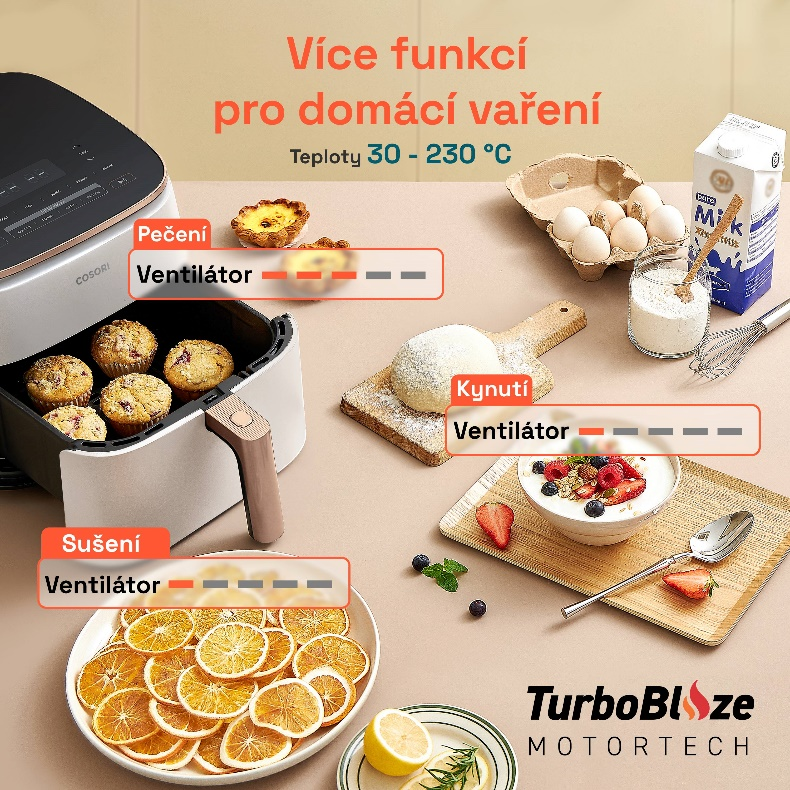 Více funkcí
pro domácí vaření
Teploty 30 - 230 °C
Pečení
Ventilátor
COSORI
Milk
Kynutí
Ventilátor
Sušení
Ventilátor
TurboBlaze
MOTORTECH